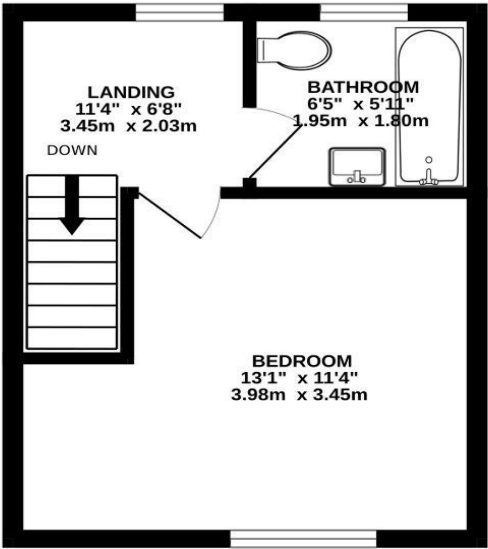 LANDING
11'4" x 6'8"
3.45m x 2.03m
DOWN
BATHROOM
6'5" x 5'11"
1.95m x 1.80m
BEDROOM
13'1" x 11'4"
3.98m x 3.45m